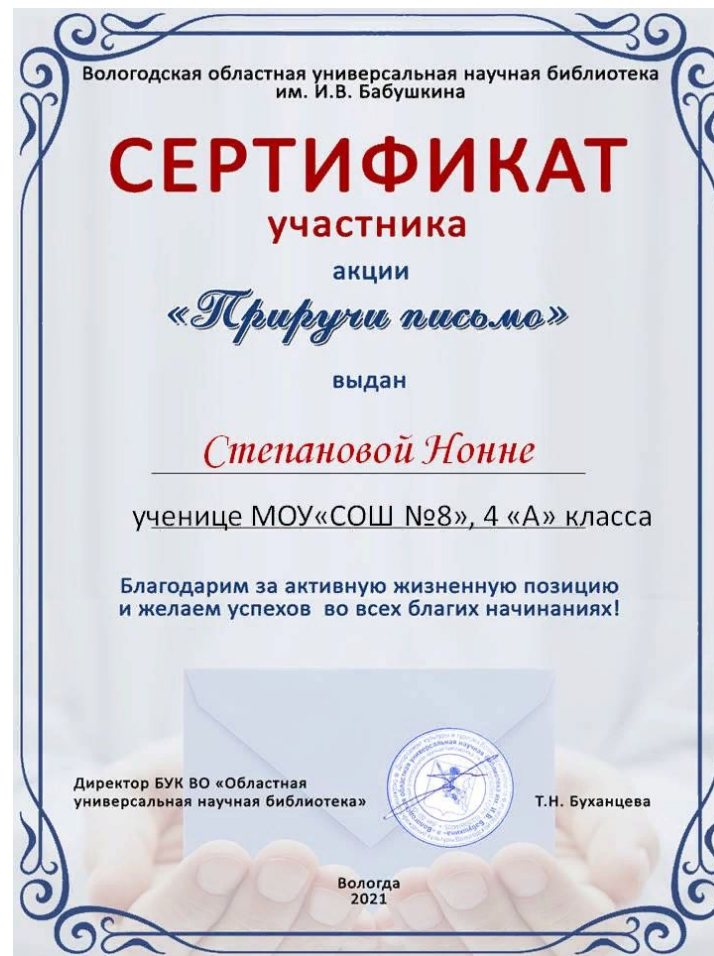 Вологодская областная универсальная научная библиотека
им. И.В. Бабушкина
СЕРТИФИКАТ
участника
акции
«Приручи письмо»
выдан
Степановой Нонне
ученице МОУ«СОШ №8», 4 «А» класса
Благодарим за активную жизненную позицию
и желаем успехов во всех благих начинаниях!
Директор БУК ВО «Областная
универсальная научная библиотека»
Т.Н. Буханцева
Вологда
2021